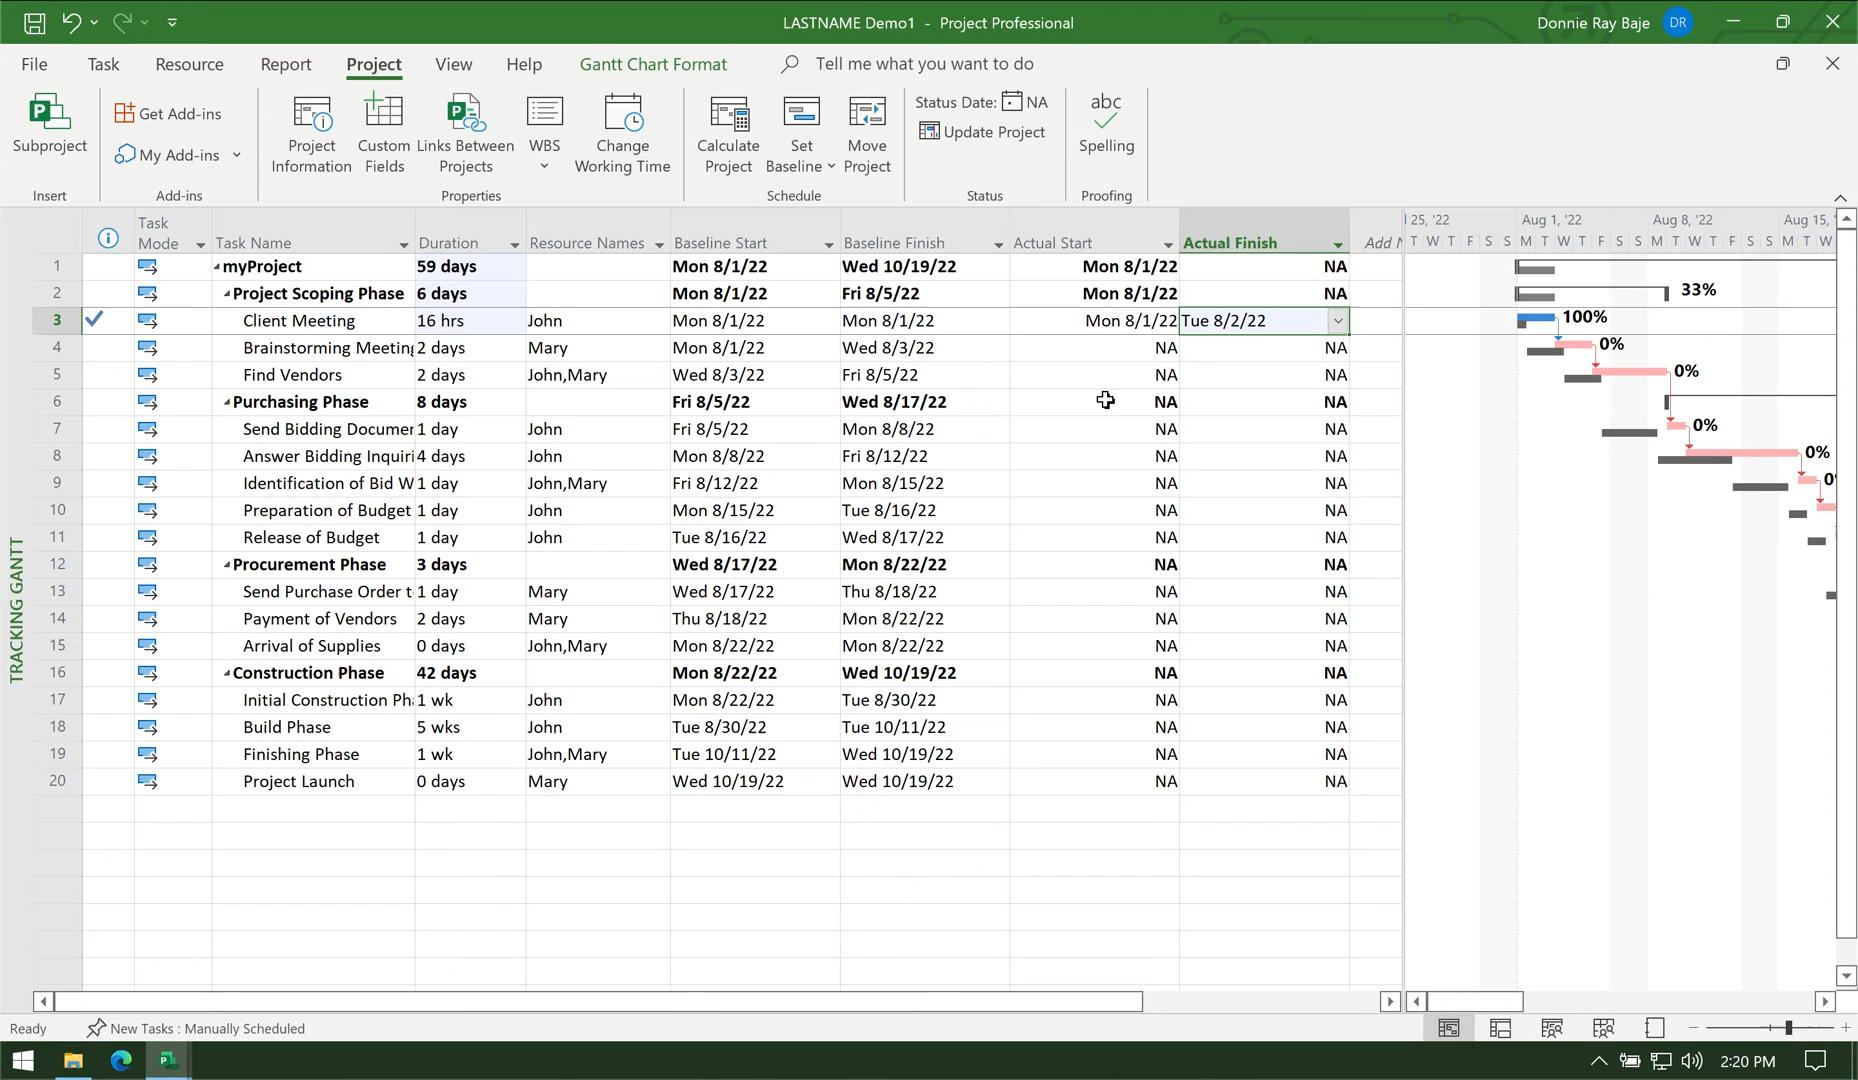 LASTNAME Demo1 - Project Professional
Donnie Ray Baje DR
File Task Resource Report Project View Help Gantt Chart Format Tell me what you want to do
Subproject
Insert
Get Add-ins
My Add-ins
Add-ins
Project Information
Custom Fields
Links Between Projects
WBS
Change Working Time
Properties
Calculate Project
Set Baseline
Move Project
Schedule
Status Date: NA
Update Project
Status
abc
Spelling
Proofing
Task Mode Task Name Duration Resource Names Baseline Start Baseline Finish Actual Start Actual Finish Add
25, '22 Aug 1, '22 Aug 8, '22 Aug 15, '
T W T F S S M T W T F S S M T W T F S S M T W
1 myProject 59 days Mon 8/1/22 Wed 10/19/22 Mon 8/1/22 NA
2 Project Scoping Phase 6 days Mon 8/1/22 Fri 8/5/22 Mon 8/1/22 NA 33%
3 Client Meeting 16 hrs John Mon 8/1/22 Mon 8/1/22 Mon 8/1/22 Tue 8/2/22 100%
4 Brainstorming Meeting 2 days Mary Mon 8/1/22 Wed 8/3/22 NA NA 0%
5 Find Vendors 2 days John,Mary Wed 8/3/22 Fri 8/5/22 NA NA 0%
6 Purchasing Phase 8 days Fri 8/5/22 Wed 8/17/22 NA NA
7 Send Bidding Documer 1 day John Fri 8/5/22 Mon 8/8/22 NA NA 0%
8 Answer Bidding Inquiri 4 days John Mon 8/8/22 Fri 8/12/22 NA NA 0%
9 Identification of Bid W 1 day John,Mary Fri 8/12/22 Mon 8/15/22 NA NA 0
10 Preparation of Budget 1 day John Mon 8/15/22 Tue 8/16/22 NA NA
11 Release of Budget 1 day John Tue 8/16/22 Wed 8/17/22 NA NA
12 Procurement Phase 3 days Wed 8/17/22 Mon 8/22/22 NA NA
13 Send Purchase Order t 1 day Mary Wed 8/17/22 Thu 8/18/22 NA NA
14 Payment of Vendors 2 days Mary Thu 8/18/22 Mon 8/22/22 NA NA
15 Arrival of Supplies 0 days John,Mary Mon 8/22/22 Mon 8/22/22 NA NA
16 Construction Phase 42 days Mon 8/22/22 Wed 10/19/22 NA NA
17 Initial Construction Ph 1 wk John Mon 8/22/22 Tue 8/30/22 NA NA
18 Build Phase 5 wks John Tue 8/30/22 Tue 10/11/22 NA NA
19 Finishing Phase 1 wk John,Mary Tue 10/11/22 Wed 10/19/22 NA NA
20 Project Launch 0 days Mary Wed 10/19/22 Wed 10/19/22 NA NA
TRACKING GANTT
Ready New Tasks : Manually Scheduled
2:20 PM